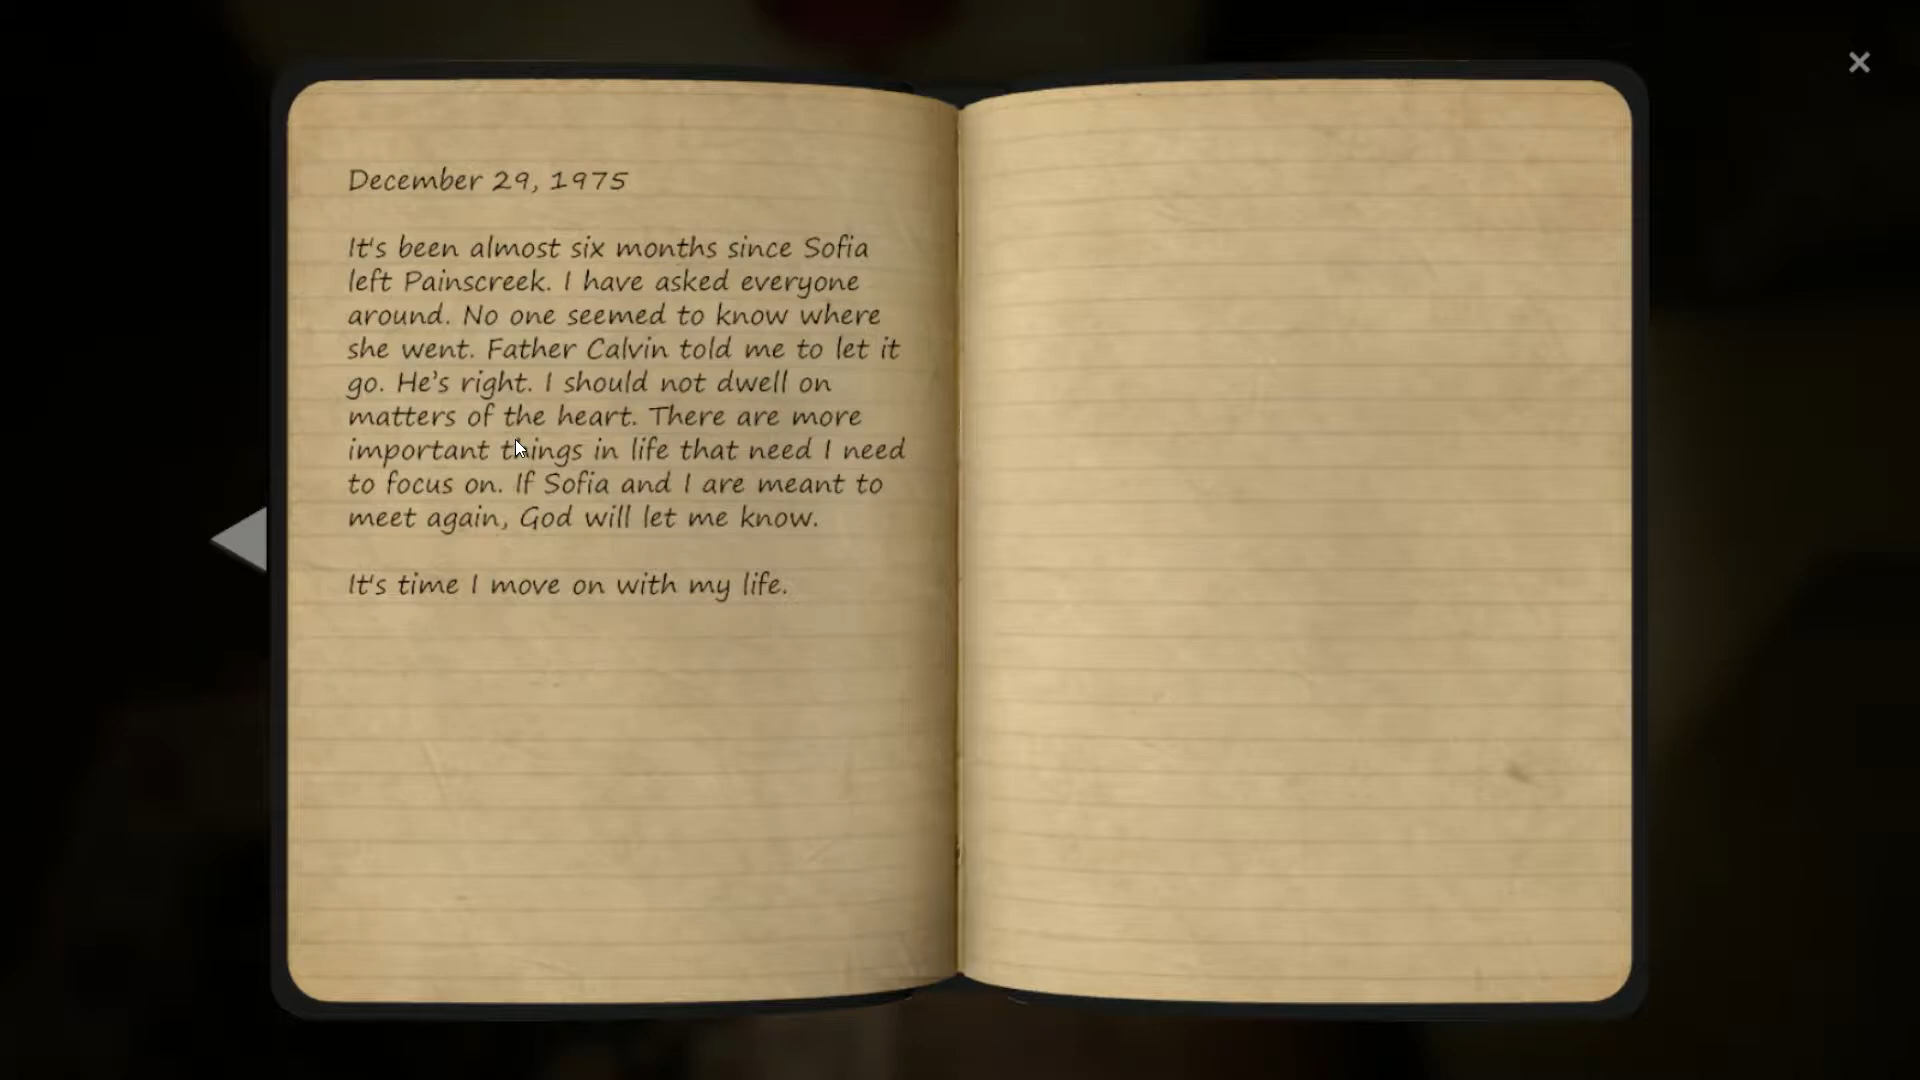 December 29, 1975
It's been almost six months since Sofia
left Painscreek. I have asked everyone
around. No one seemed to know where
she went. Father Calvin told me to let it
go. He's right. I should not dwell on
matters of the heart. There are more
important things in life that need I need
to focus on. If Sofia and I are meant to
meet again, God will let me know.
It's time I move on with my life.